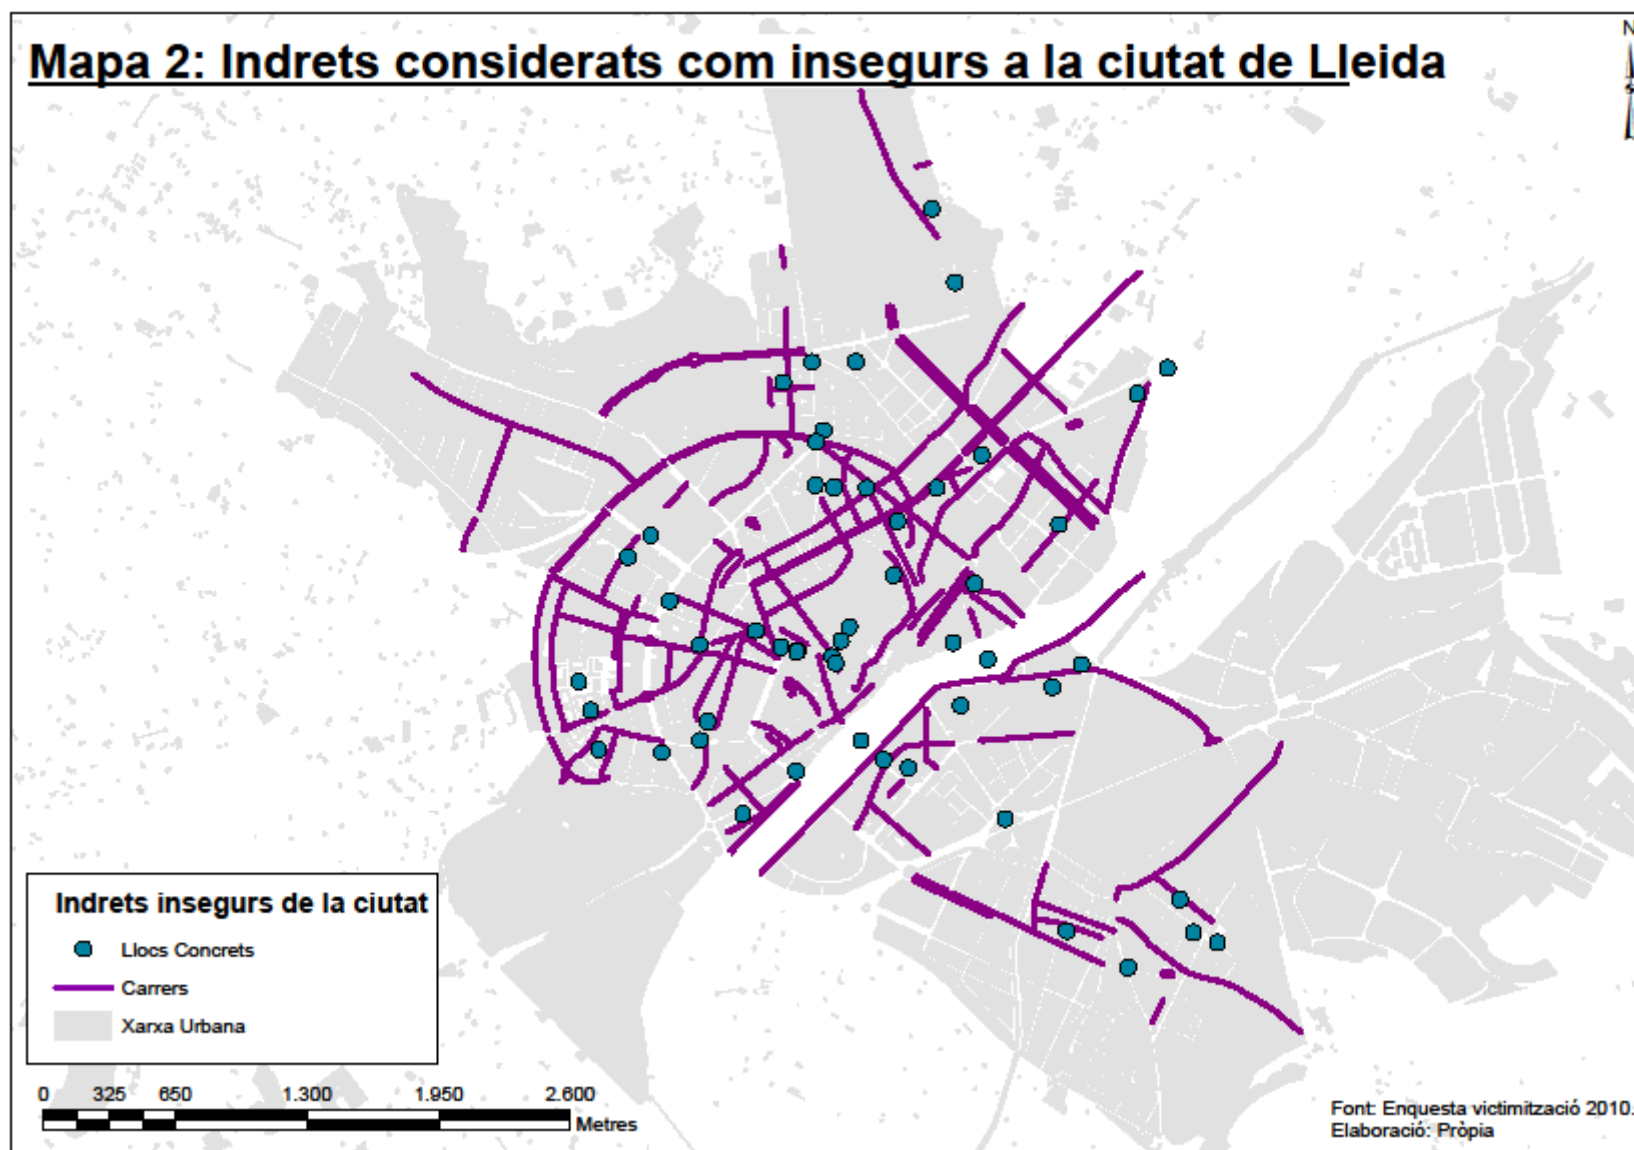 Mapa 2: Indrets considerats com insegurs a la ciutat de Lleida
N
Indrets insegurs de la ciutat
Llocs Concrets
Carrers
Xarxa Urbana
0 325 650 1.300 1.950 2.600
Metres
Font: Enquesta victimització 2010.
Elaboració: Pròpia